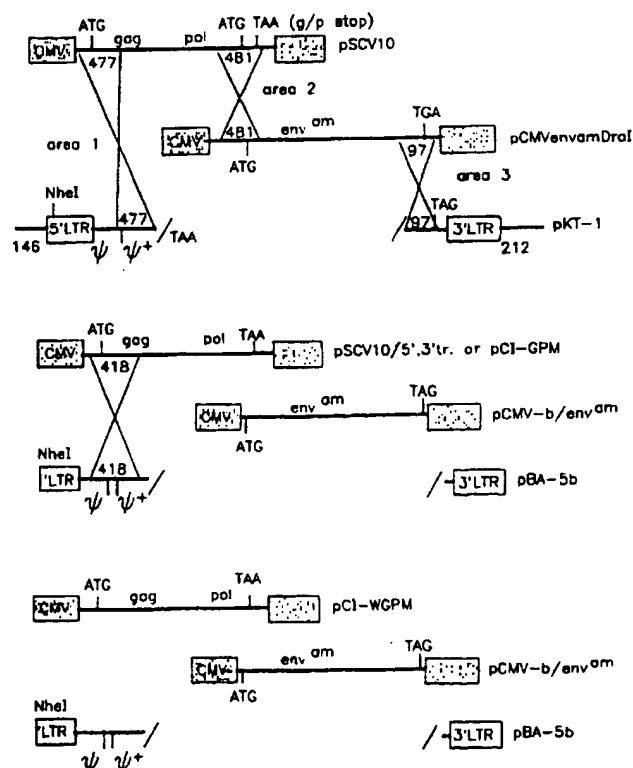 ATG ATG TAA (g/p stop)
CMV gag pol pSCV10
477 481
area 2
CMV 481 env am TGA pCMVenvamDraI
ATG 97
area 1 area 3
NheI TAG
5'LTR 477 TAA 97 3'LTR pKT-1
146 ψ ψ+ 212
ATG gag pol TAA
CMV pSCV10/5',3'tr. or pCI-GPM
418
CMV env am TAG pCMV-b/env am
ATG
NheI
'LTR 418 3'LTR pBA-5b
ψ ψ+
ATG gag pol TAA
CMV pCI-WGPM
CMV env am TAG pCMV-b/env am
ATG
NheI
'LTR 3'LTR pBA-5b
ψ ψ+